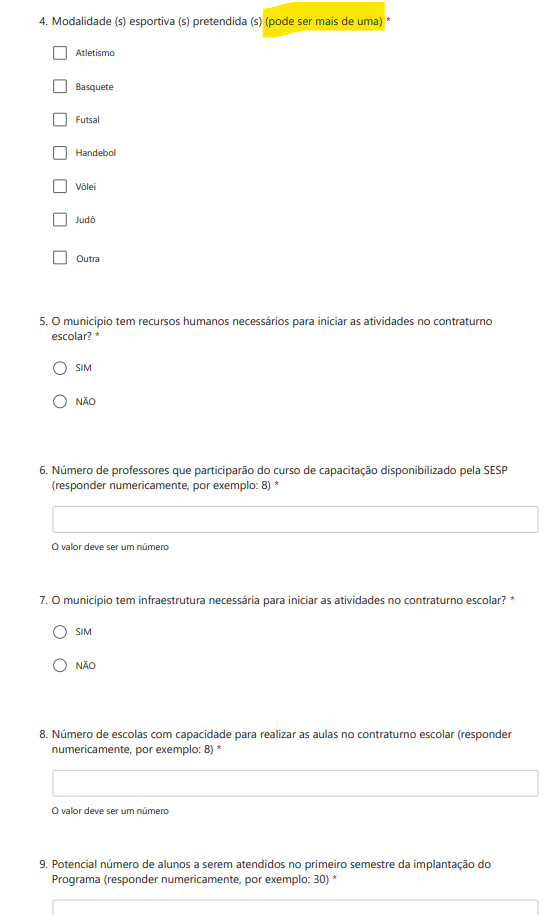 4. Modalidade (s) esportiva (s) pretendida (s) (pode ser mais de uma) *
Atletismo
Basquete
Futsal
Handebol
Vôlei
Judô
Outra
5. O município tem recursos humanos necessários para iniciar as atividades no contraturno
escolar? *
SIM
NÃO
6. Número de professores que participarão do curso de capacitação disponibilizado pela SESP
(responder numericamente, por exemplo: 8) *
O valor deve ser um número
7. O município tem infraestrutura necessária para iniciar as atividades no contraturno escolar? *
SIM
NÃO
8. Número de escolas com capacidade para realizar as aulas no contraturno escolar (responder
numericamente, por exemplo: 8) *
O valor deve ser um número
9. Potencial número de alunos a serem atendidos no primeiro semestre da implantação do
Programa (responder numericamente, por exemplo: 30) *